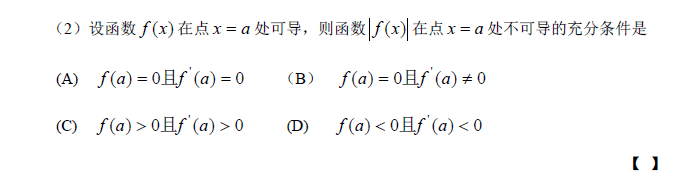 （2）设函数 f(x) 在点 x = a 处可导，则函数 |f(x)| 在点 x = a 处不可导的充分条件是
(A) f(a) = 0且f'(a) = 0 （B） f(a) = 0且f'(a) ≠ 0
(C) f(a) > 0且f'(a) > 0 (D) f(a) < 0且f'(a) < 0
【 】